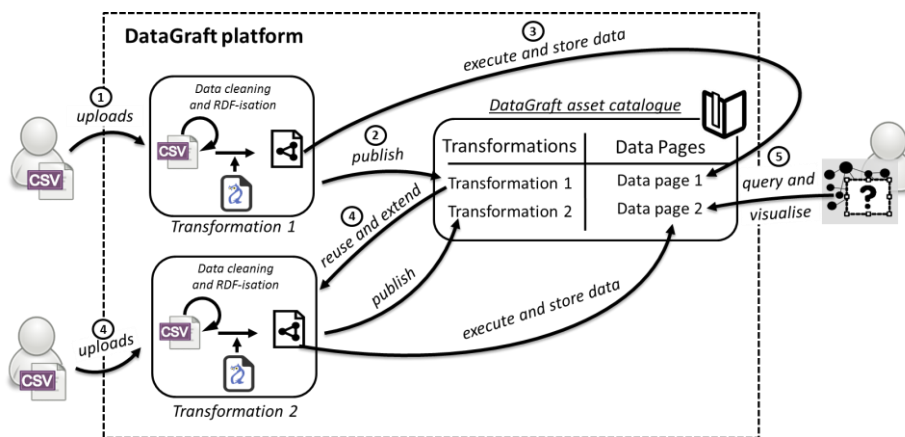 DataGraft platform
3
execute and store data
1
uploads
Data cleaning
and RDF-isation
CSV
CSV
Transformation 1
2
publish
DataGraft asset catalogue
Transformations
Data Pages
Transformation 1
Data page 1
Transformation 2
Data page 2
5
query and
visualise
?
4
reuse and extend
publish
execute and store data
4
uploads
CSV
Data cleaning
and RDF-isation
CSV
Transformation 2